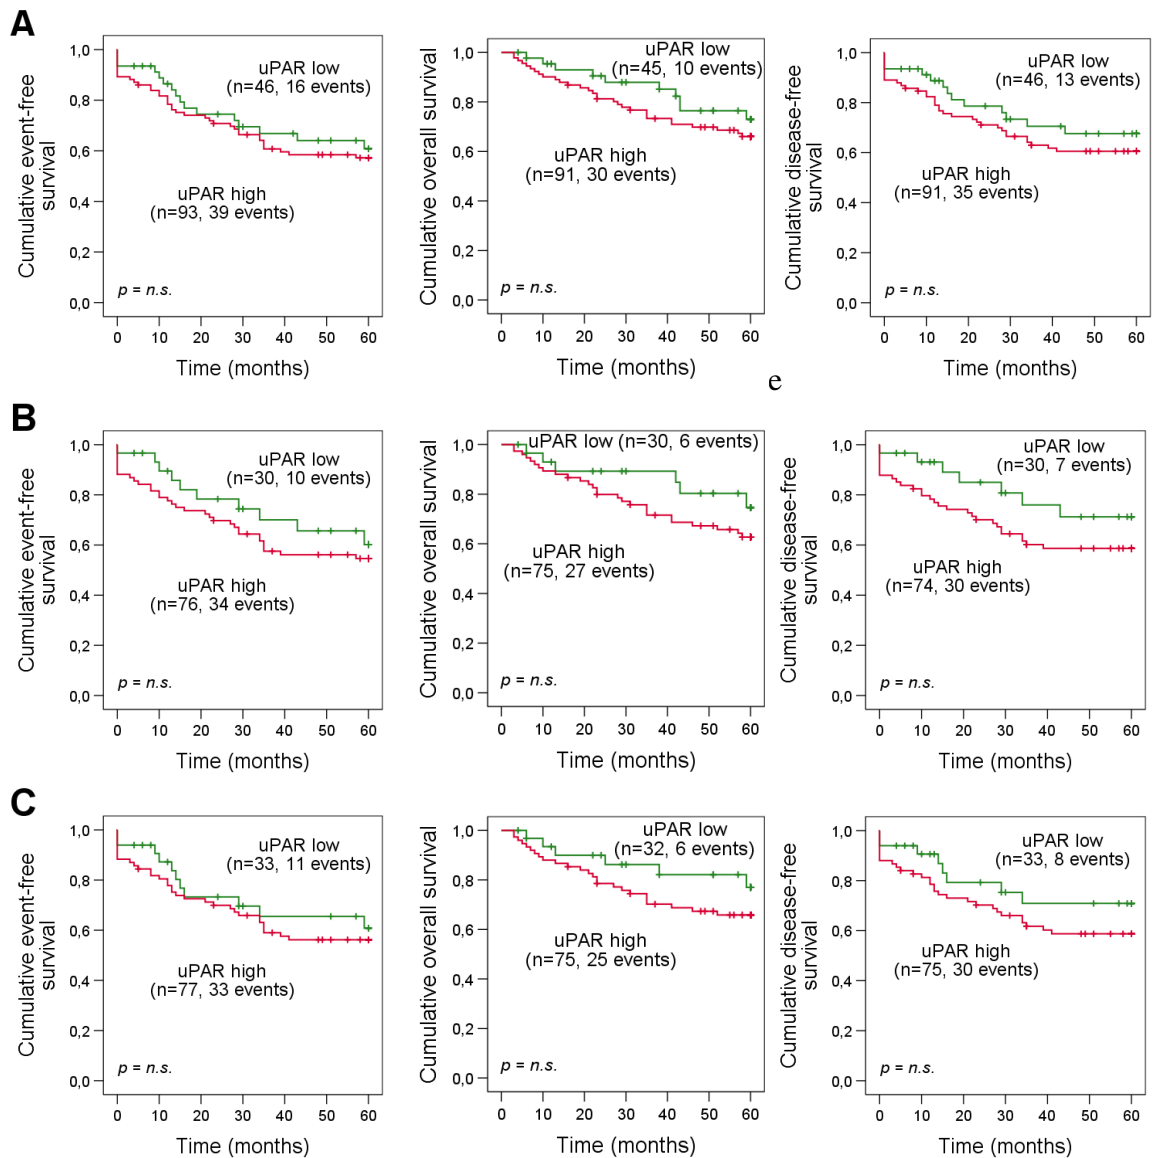 A
Cumulative event-free
survival
1,0
0,8
0,6
0,4
0,2
0,0
uPAR low
(n=46, 16 events)
uPAR high
(n=93, 39 events)
p = n.s.
0 10 20 30 40 50 60
Time (months)
Cumulative overall survival
1,0
0,8
0,6
0,4
0,2
0,0
uPAR low
(n=45, 10 events)
uPAR high
(n=91, 30 events)
p = n.s.
0 10 20 30 40 50 60
Time (months)
Cumulative disease-free
survival
1,0
0,8
0,6
0,4
0,2
0,0
uPAR low
(n=46, 13 events)
uPAR high
(n=91, 35 events)
p = n.s.
0 10 20 30 40 50 60
Time (months)
e
B
Cumulative event-free
survival
1,0
0,8
0,6
0,4
0,2
0,0
uPAR low
(n=30, 10 events)
uPAR high
(n=76, 34 events)
p = n.s.
0 10 20 30 40 50 60
Time (months)
Cumulative overall survival
1,0
0,8
0,6
0,4
0,2
0,0
uPAR low (n=30, 6 events)
uPAR high
(n=75, 27 events)
p = n.s.
0 10 20 30 40 50 60
Time (months)
Cumulative disease-free
survival
1,0
0,8
0,6
0,4
0,2
0,0
uPAR low
(n=30, 7 events)
uPAR high
(n=74, 30 events)
p = n.s.
0 10 20 30 40 50 60
Time (months)
C
Cumulative event-free
survival
1,0
0,8
0,6
0,4
0,2
0,0
uPAR low
(n=33, 11 events)
uPAR high
(n=77, 33 events)
p = n.s.
0 10 20 30 40 50 60
Time (months)
Cumulative overall survival
1,0
0,8
0,6
0,4
0,2
0,0
uPAR low
(n=32, 6 events)
uPAR high
(n=75, 25 events)
p = n.s.
0 10 20 30 40 50 60
Time (months)
Cumulative disease-free
survival
1,0
0,8
0,6
0,4
0,2
0,0
uPAR low
(n=33, 8 events)
uPAR high
(n=75, 30 events)
p = n.s.
0 10 20 30 40 50 60
Time (months)